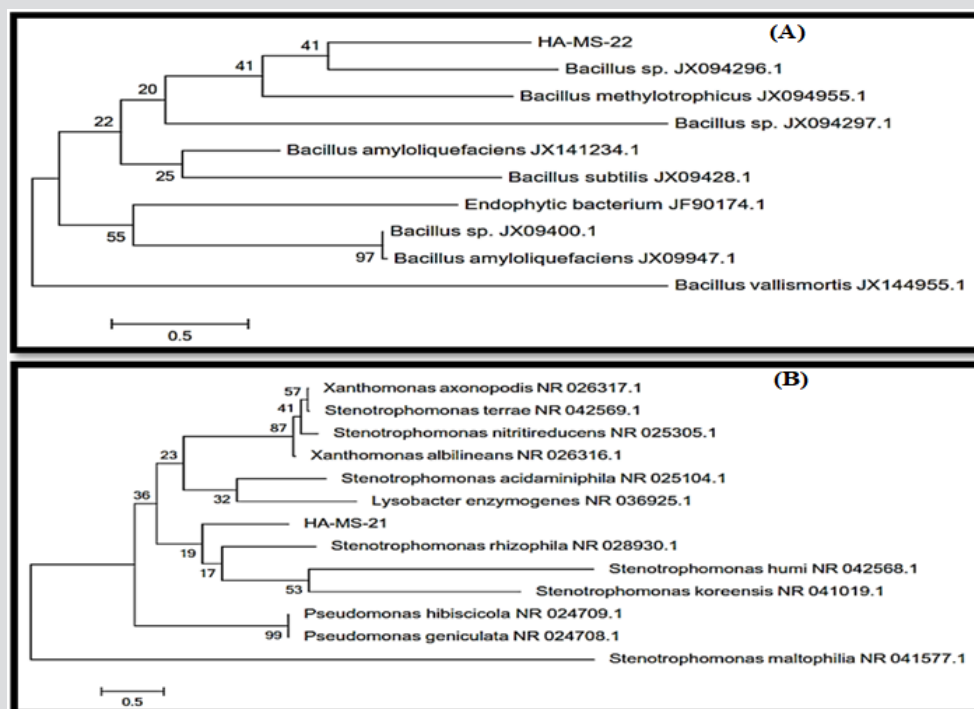 (A)
41
HA-MS-22
41
Bacillus sp. JX094296.1
20
Bacillus methylotrophicus JX094955.1
22
Bacillus sp. JX094297.1
Bacillus amyloliquefaciens JX141234.1
25
Bacillus subtilis JX09428.1
Endophytic bacterium JF90174.1
55
Bacillus sp. JX09400.1
97
Bacillus amyloliquefaciens JX09947.1
Bacillus vallismortis JX144955.1
0.5
(B)
57
Xanthomonas axonopodis NR 026317.1
41
Stenotrophomonas terrae NR 042569.1
87
Stenotrophomonas nitritireducens NR 025305.1
Xanthomonas albilineans NR 026316.1
23
Stenotrophomonas acidaminiphila NR 025104.1
32
Lysobacter enzymogenes NR 036925.1
36
HA-MS-21
19
Stenotrophomonas rhizophila NR 028930.1
17
Stenotrophomonas humi NR 042568.1
53
Stenotrophomonas koreensis NR 041019.1
Pseudomonas hibiscicola NR 024709.1
99
Pseudomonas geniculata NR 024708.1
Stenotrophomonas maltophilia NR 041577.1
0.5